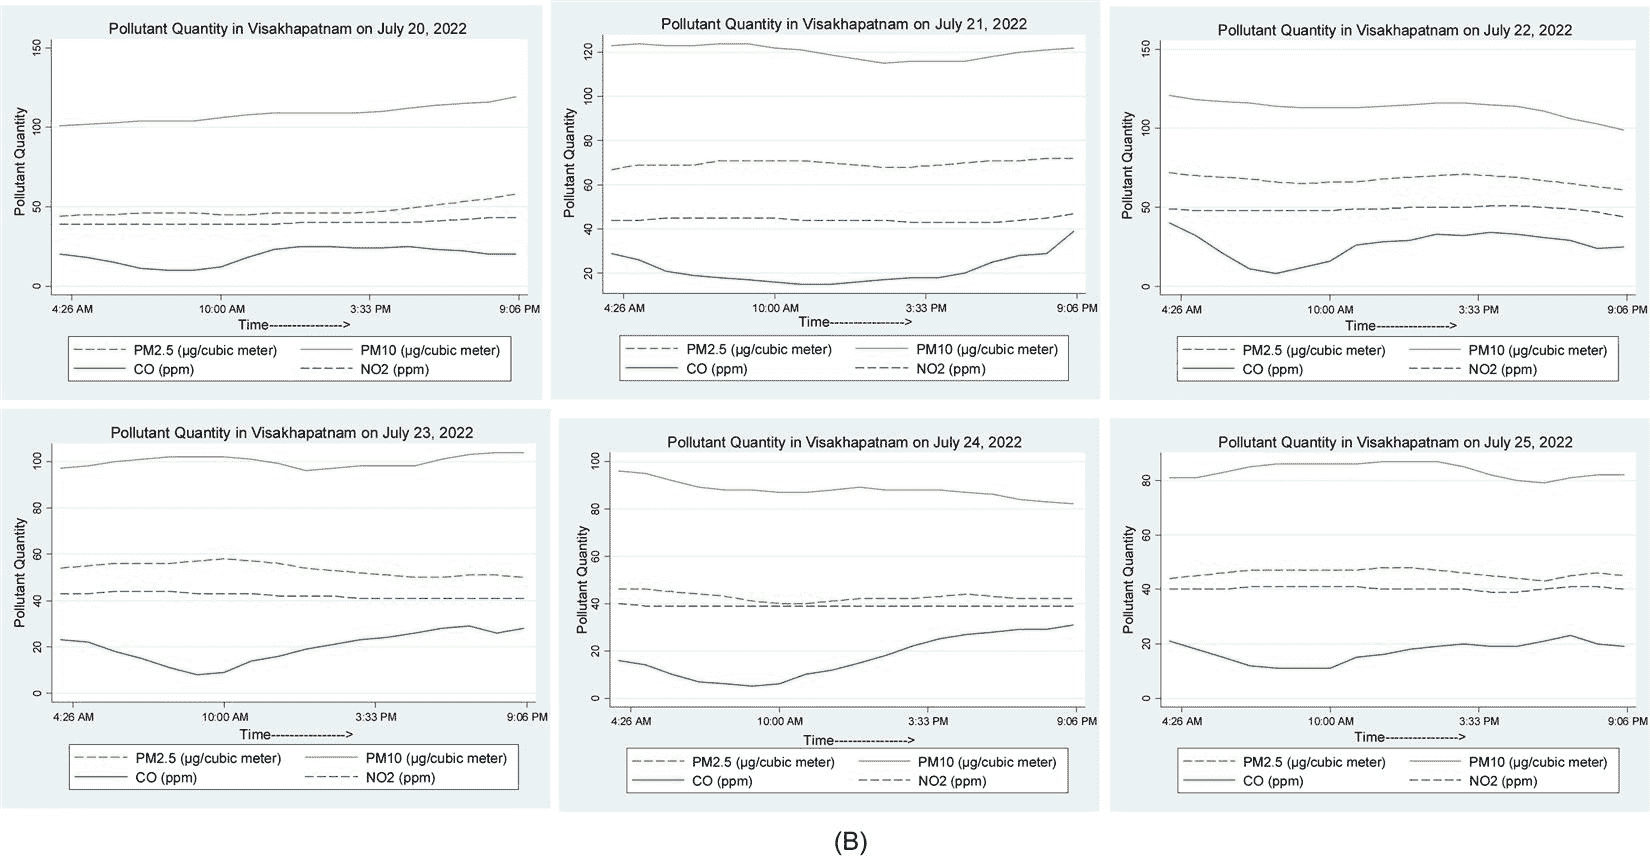 Pollutant Quantity in Visakhapatnam on July 20, 2022
Pollutant Quantity
150
100
50
0
4:26 AM 10:00 AM 3:33 PM 9:06 PM
Time---------------->
PM2.5 (µg/cubic meter) PM10 (µg/cubic meter)
CO (ppm) NO2 (ppm)
Pollutant Quantity in Visakhapatnam on July 21, 2022
Pollutant Quantity
120
100
80
60
40
20
4:26 AM 10:00 AM 3:33 PM 9:06 PM
Time---------------->
PM2.5 (µg/cubic meter) PM10 (µg/cubic meter)
CO (ppm) NO2 (ppm)
Pollutant Quantity in Visakhapatnam on July 22, 2022
Pollutant Quantity
150
100
50
0
4:26 AM 10:00 AM 3:33 PM 9:06 PM
Time---------------->
PM2.5 (µg/cubic meter) PM10 (µg/cubic meter)
CO (ppm) NO2 (ppm)
Pollutant Quantity in Visakhapatnam on July 23, 2022
Pollutant Quantity
100
80
60
40
20
0
4:26 AM 10:00 AM 3:33 PM 9:06 PM
Time---------------->
PM2.5 (µg/cubic meter) PM10 (µg/cubic meter)
CO (ppm) NO2 (ppm)
Pollutant Quantity in Visakhapatnam on July 24, 2022
Pollutant Quantity
100
80
60
40
20
0
4:26 AM 10:00 AM 3:33 PM 9:06 PM
Time---------------->
PM2.5 (µg/cubic meter) PM10 (µg/cubic meter)
CO (ppm) NO2 (ppm)
Pollutant Quantity in Visakhapatnam on July 25, 2022
Pollutant Quantity
80
60
40
20
0
4:26 AM 10:00 AM 3:33 PM 9:06 PM
Time---------------->
PM2.5 (µg/cubic meter) PM10 (µg/cubic meter)
CO (ppm) NO2 (ppm)
(B)